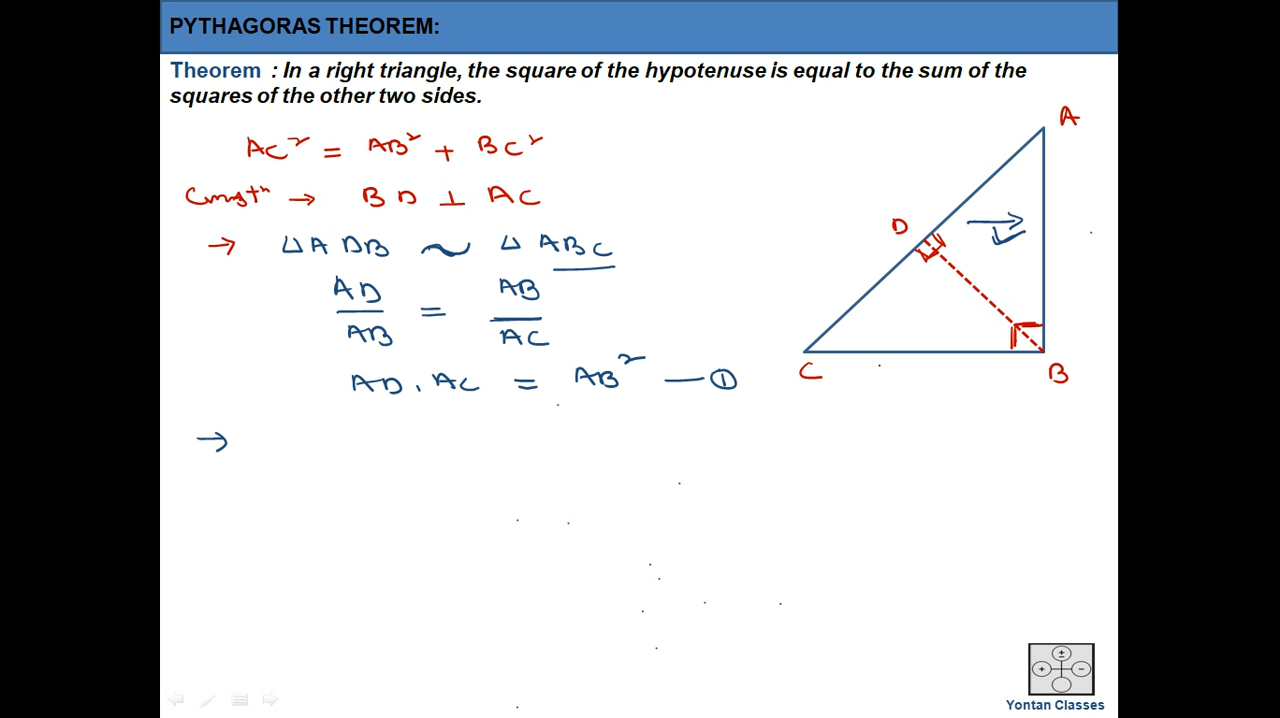 PYTHAGORAS THEOREM:
Theorem : In a right triangle, the square of the hypotenuse is equal to the sum of the
squares of the other two sides.
AC² = AB² + BC²
Constⁿ → BD ⊥ AC
→ △ADB ~ △ABC
AD/AB = AB/AC
AD . AC = AB² — ①
→
A
D
C
B
Yontan Classes